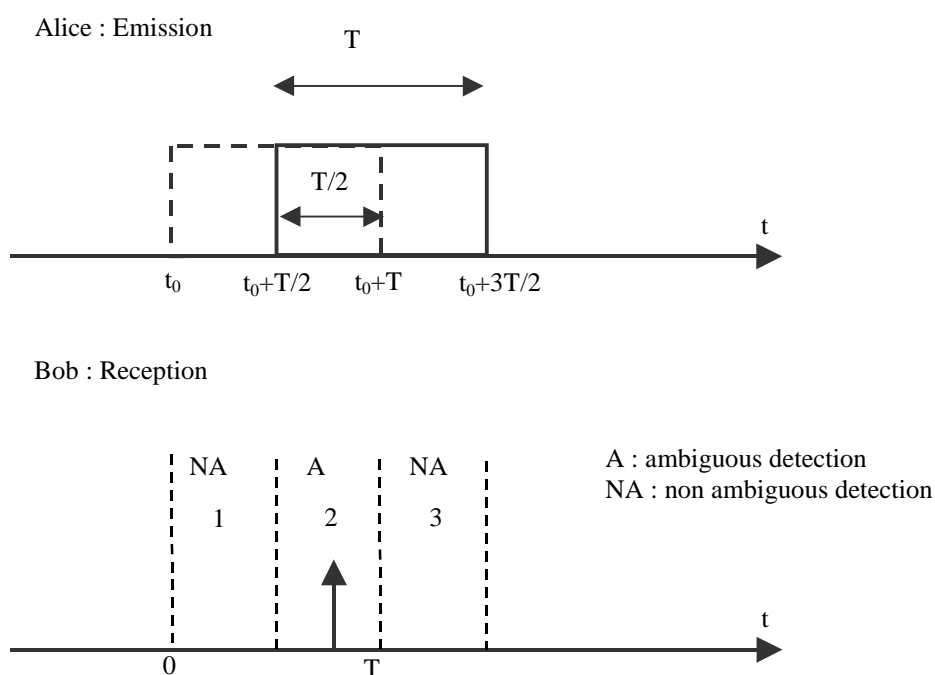 Alice : Emission
T
T/2
t
t₀
t₀+T/2
t₀+T
t₀+3T/2
Bob : Reception
NA
A
NA
1
2
3
A : ambiguous detection
NA : non ambiguous detection
t
0
T